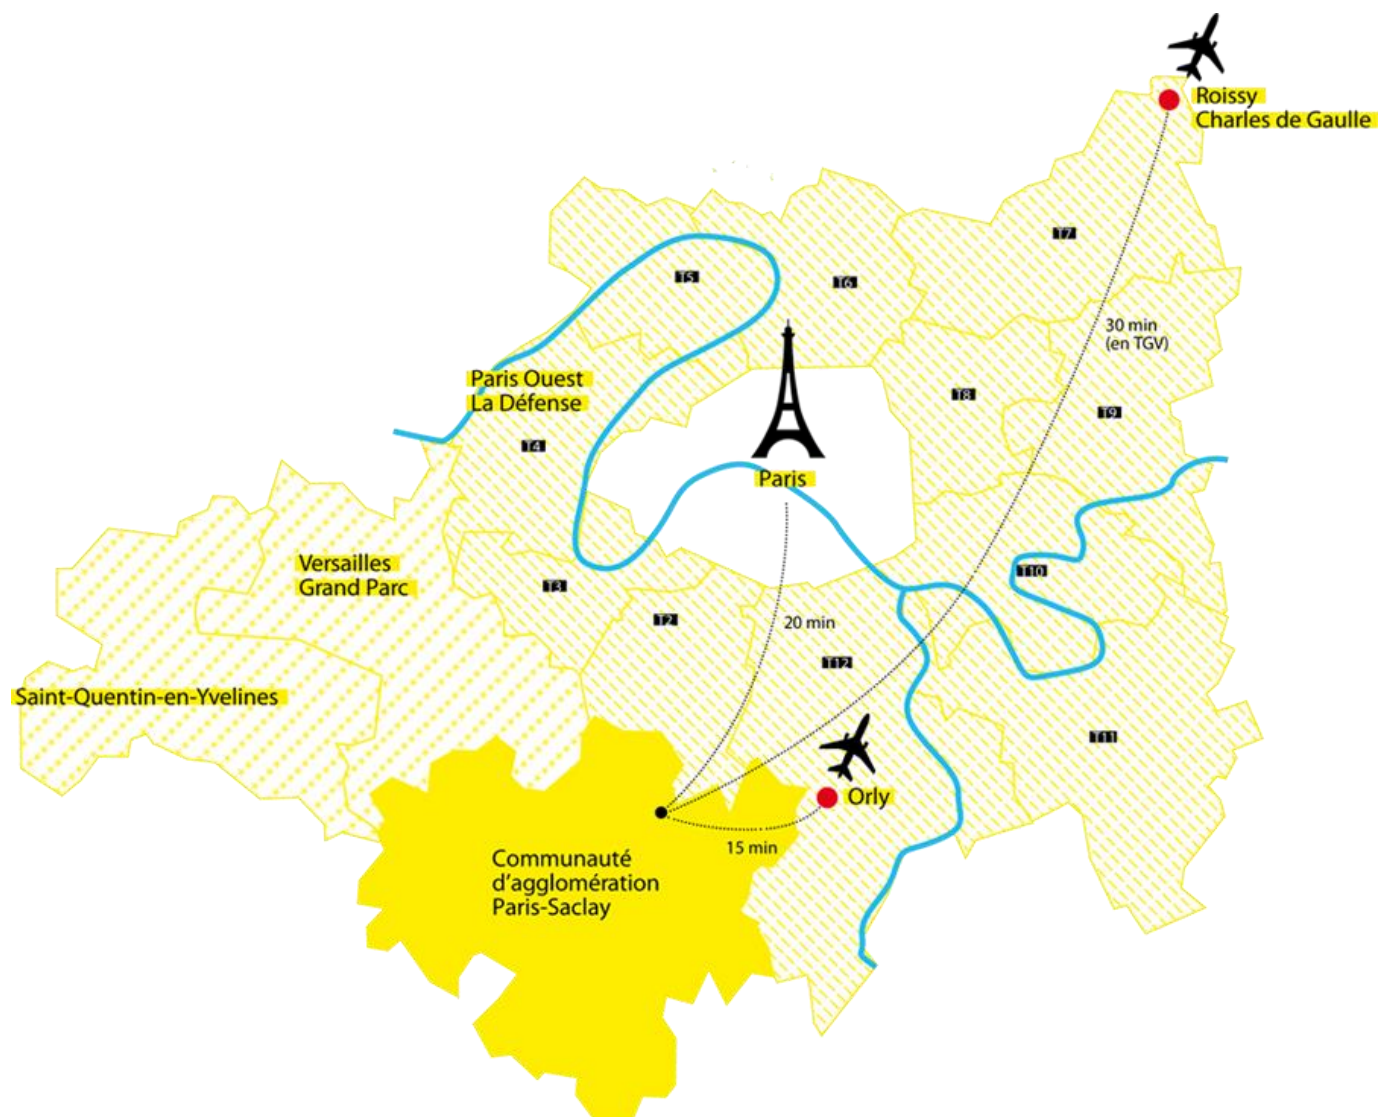 Roissy
Charles de Gaulle
T7
T5
T6
30 min
(en TGV)
Paris Ouest
La Défense
T8
T9
T4
Paris
Versailles
Grand Parc
T10
T3
T2
20 min
T12
Saint-Quentin-en-Yvelines
T11
Orly
15 min
Communauté
d'agglomération
Paris-Saclay